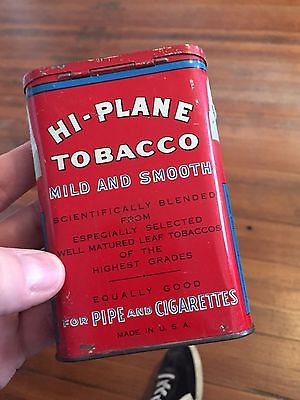 HI-PLANE
TOBACCO
MILD AND SMOOTH
SCIENTIFICALLY BLENDED
FROM
ESPECIALLY SELECTED
WELL MATURED LEAF TOBACCOS
OF THE
HIGHEST GRADES
EQUALLY GOOD
FOR PIPE AND CIGARETTES
MADE IN U.S.A.